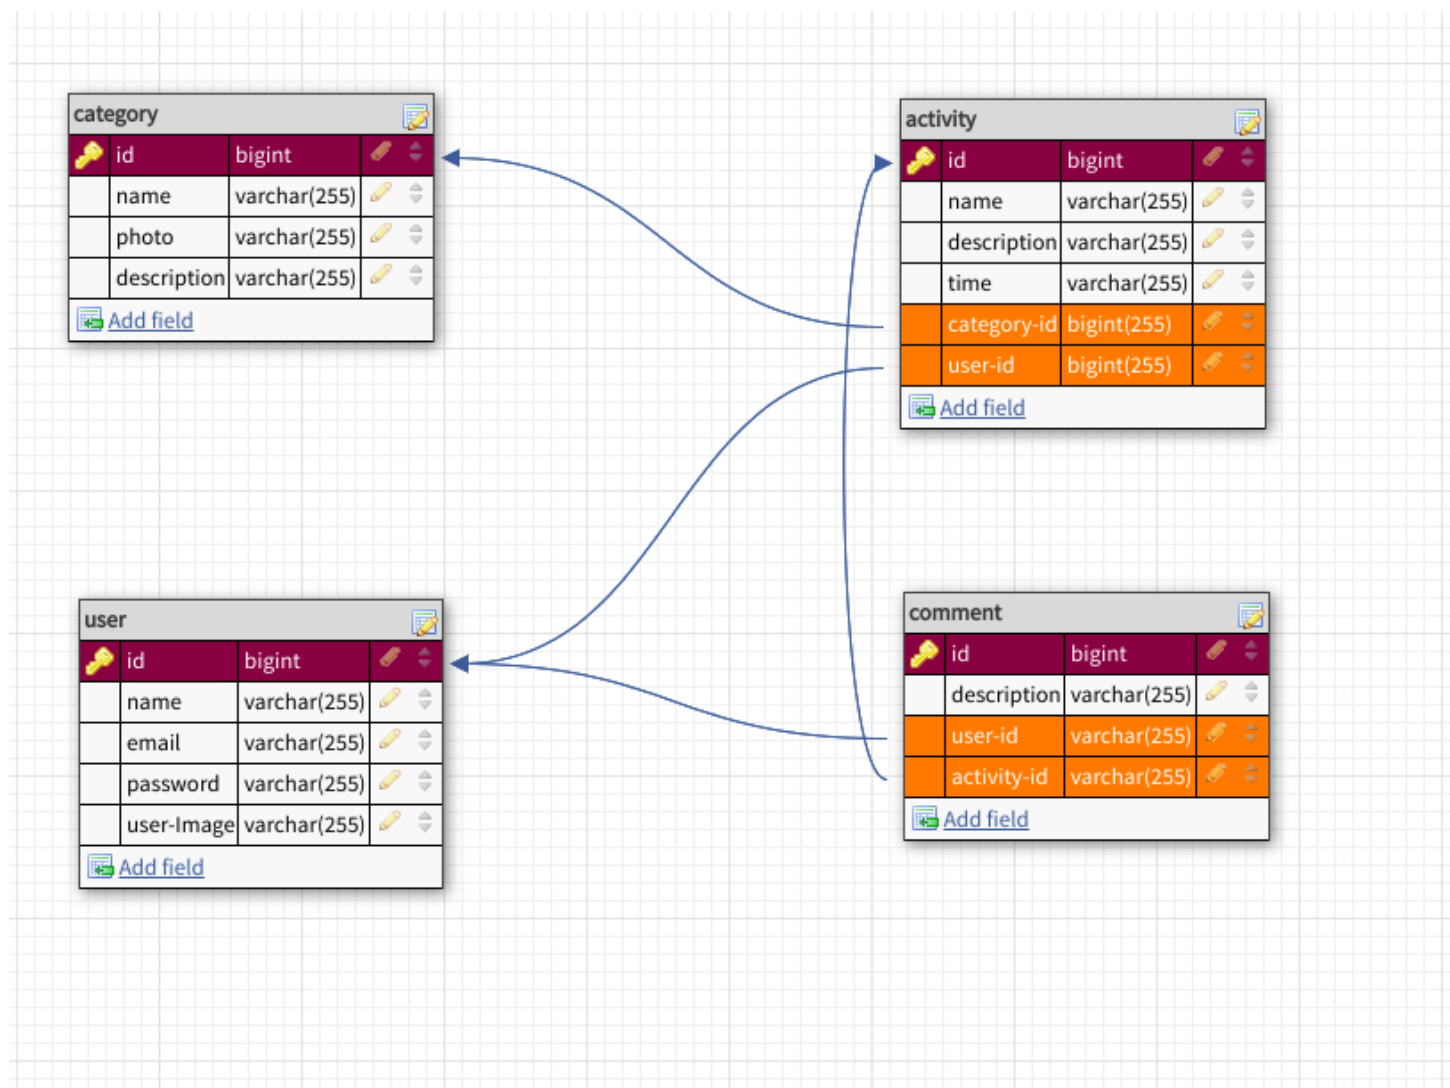 category
id bigint
name varchar(255)
photo varchar(255)
description varchar(255)
Add field
activity
id bigint
name varchar(255)
description varchar(255)
time varchar(255)
category-id bigint(255)
user-id bigint(255)
Add field
user
id bigint
name varchar(255)
email varchar(255)
password varchar(255)
user-Image varchar(255)
Add field
comment
id bigint
description varchar(255)
user-id varchar(255)
activity-id varchar(255)
Add field